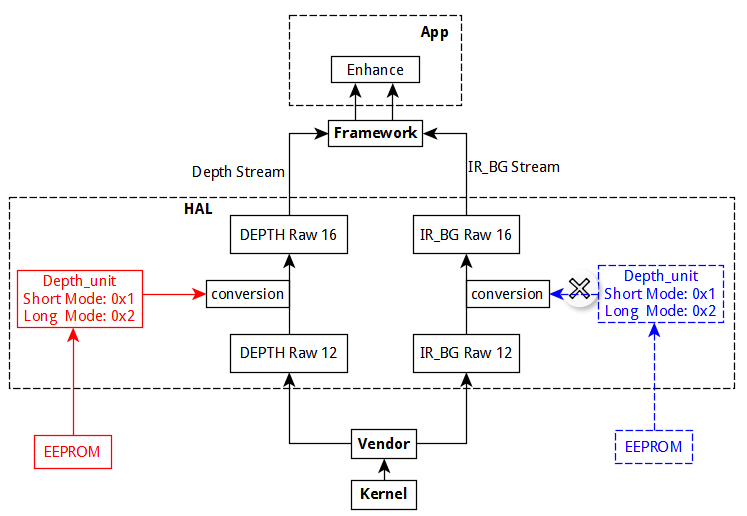 App
Enhance
Framework
Depth Stream
IR_BG Stream
HAL
DEPTH Raw 16
IR_BG Raw 16
Depth_unit
Short Mode: 0x1
Long Mode: 0x2
conversion
conversion
Depth_unit
Short Mode: 0x1
Long Mode: 0x2
DEPTH Raw 12
IR_BG Raw 12
EEPROM
Vendor
EEPROM
Kernel